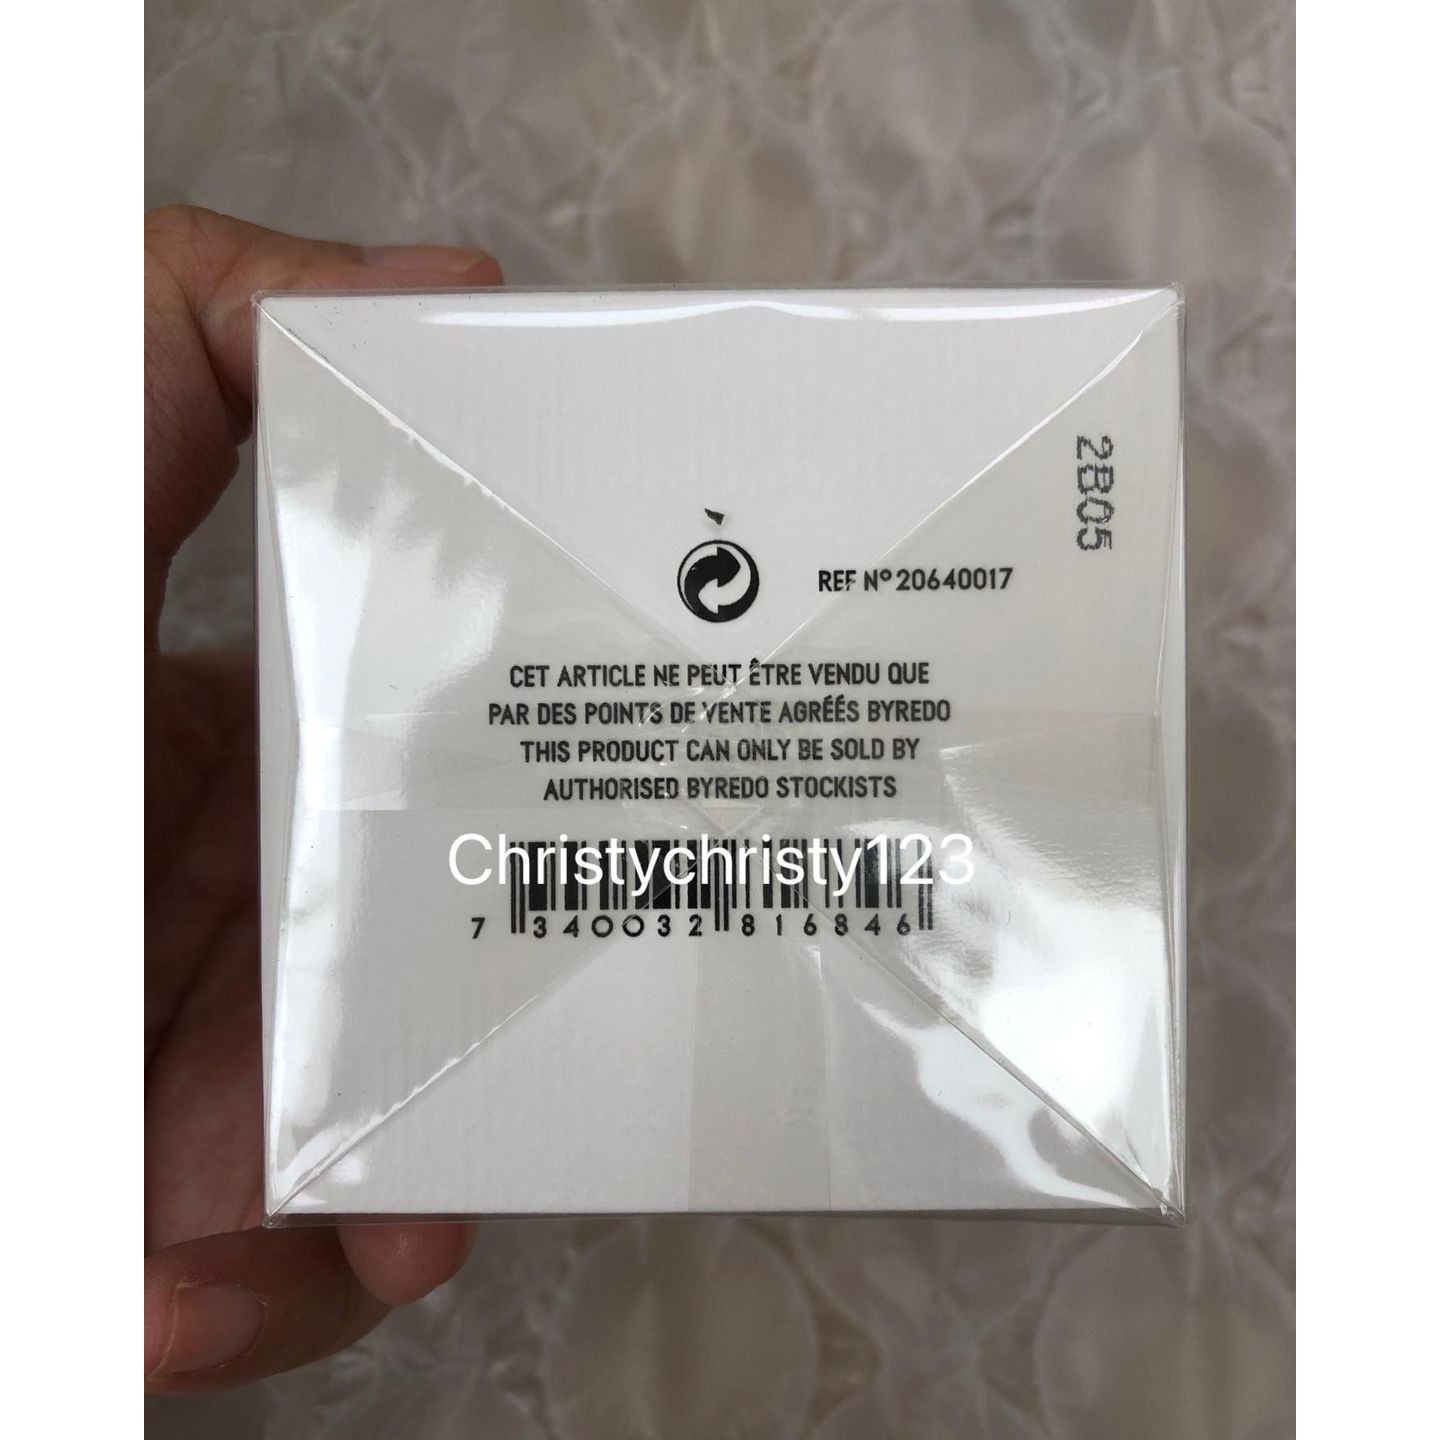 2B05
REF Nº 20640017
CET ARTICLE NE PEUT ÊTRE VENDU QUE
PAR DES POINTS DE VENTE AGRÉÉS BYREDO
THIS PRODUCT CAN ONLY BE SOLD BY
AUTHORISED BYREDO STOCKISTS
Christychristy123
7 340032 816846